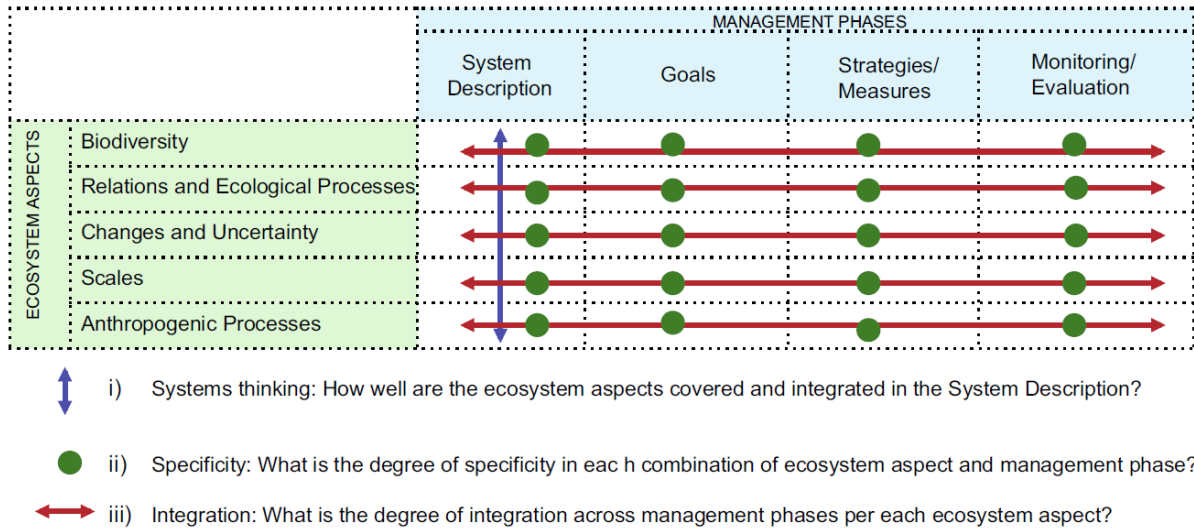 MANAGEMENT PHASES
System
Description
Goals
Strategies/
Measures
Monitoring/
Evaluation
ECOSYSTEM ASPECTS
Biodiversity
Relations and Ecological Processes
Changes and Uncertainty
Scales
Anthropogenic Processes
i) Systems thinking: How well are the ecosystem aspects covered and integrated in the System Description?
ii) Specificity: What is the degree of specificity in each h combination of ecosystem aspect and management phase?
iii) Integration: What is the degree of integration across management phases per each ecosystem aspect?